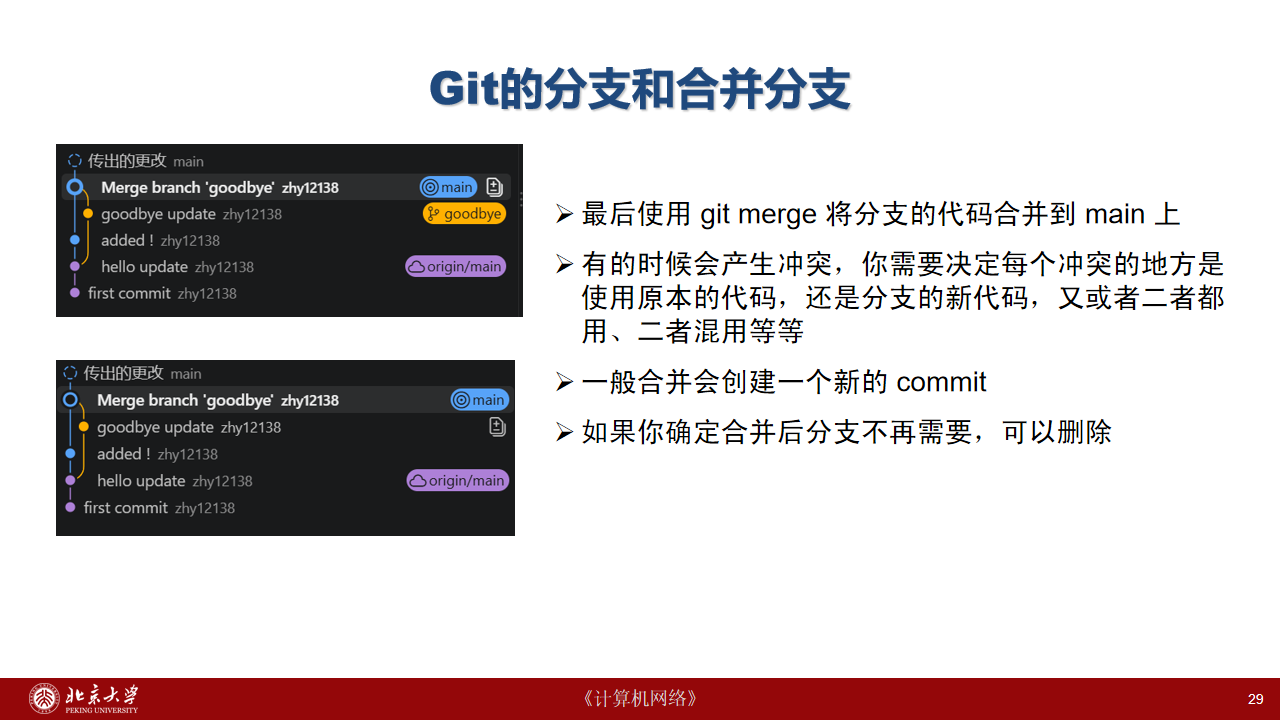 Git的分支和合并分支
传出的更改 main
Merge branch 'goodbye' zhy12138 main
goodbye update zhy12138 goodbye
added ! zhy12138
hello update zhy12138 origin/main
first commit zhy12138
传出的更改 main
Merge branch 'goodbye' zhy12138 main
goodbye update zhy12138
added ! zhy12138
hello update zhy12138 origin/main
first commit zhy12138
➢ 最后使用 git merge 将分支的代码合并到 main 上
➢ 有的时候会产生冲突，你需要决定每个冲突的地方是
使用原本的代码，还是分支的新代码，又或者二者都
用、二者混用等等
➢ 一般合并会创建一个新的 commit
➢ 如果你确定合并后分支不再需要，可以删除
北京大学
PEKING UNIVERSITY
《计算机网络》
29